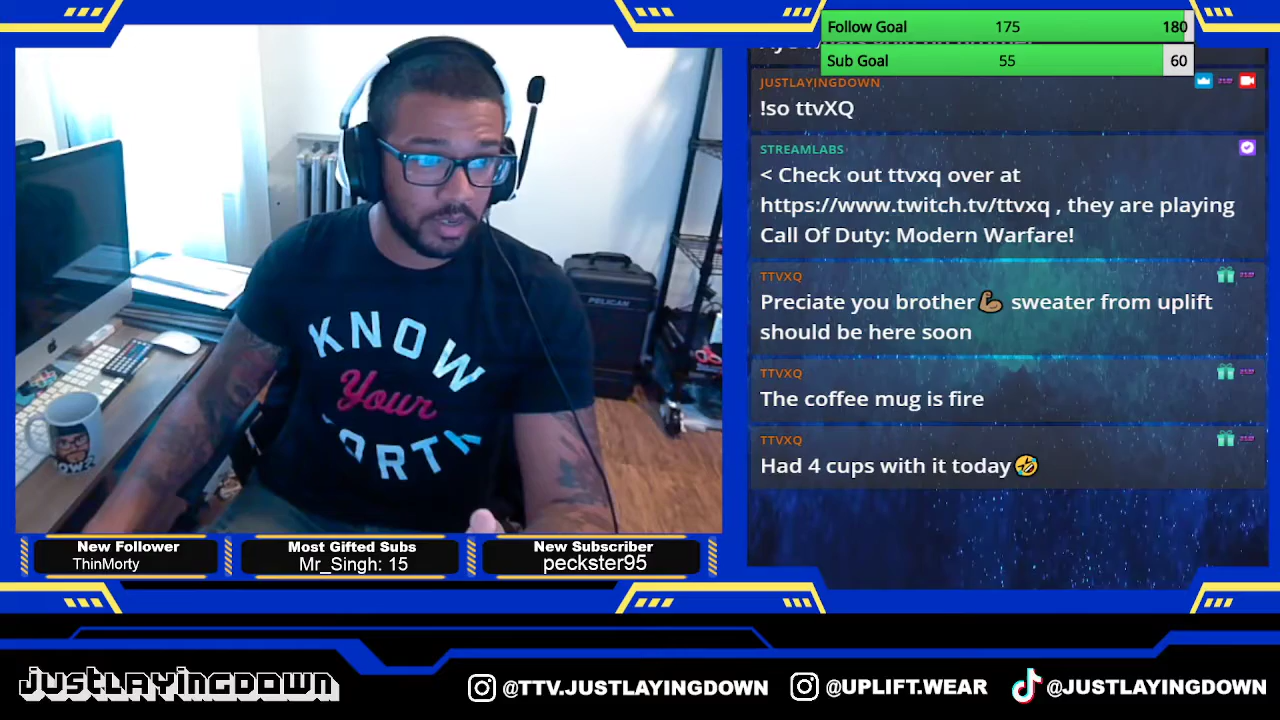 Follow Goal 175 180
Sub Goal 55 60
JUSTLAYINGDOWN
!so ttvXQ
STREAMLABS
< Check out ttvxq over at
https://www.twitch.tv/ttvxq , they are playing
Call Of Duty: Modern Warfare!
TTVXQ
Preciate you brother💪🏾 sweater from uplift
should be here soon
TTVXQ
The coffee mug is fire
TTVXQ
Had 4 cups with it today🤣
PELICAN
KNOW
Your
ORTH
New Follower
ThinMorty
Most Gifted Subs
Mr_Singh: 15
New Subscriber
peckster95
JUSTLAYINGDOWN
@TTV.JUSTLAYINGDOWN
@UPLIFT.WEAR
@JUSTLAYINGDOWN